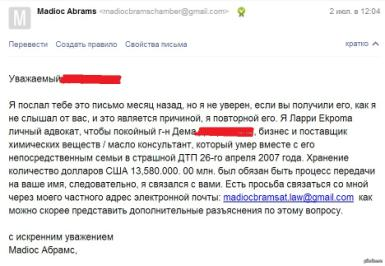 M
Madioc Abrams <madiocbramschamber@gmail.com>
2 июл. в 12:04
Перевести Создать правило Свойства письма
кратко
Уважаемый
Я послал тебе это письмо месяц назад, но я не уверен, если вы получили его, как я
не слышал от вас, и это является причиной, я повторной его. Я Ларри Ekpoma
личный адвокат, чтобы покойный г-н Дема, бизнес и поставщик
химических веществ / масло консультант, который умер вместе с его
непосредственным семьи в страшной ДТП 26-го апреля 2007 года. Хранение
количество долларов США 13,580.000. 00 млн. был обязан быть процесс передачи
на ваше имя, следовательно, я связался с вами. Есть просьба связаться со мной
через моего частного адрес электронной почты: madiocbramsat.law@gmail.com как
можно скорее представить дополнительные разъяснения по этому вопросу.
с искренним уважением
Мадиос Абрамс,